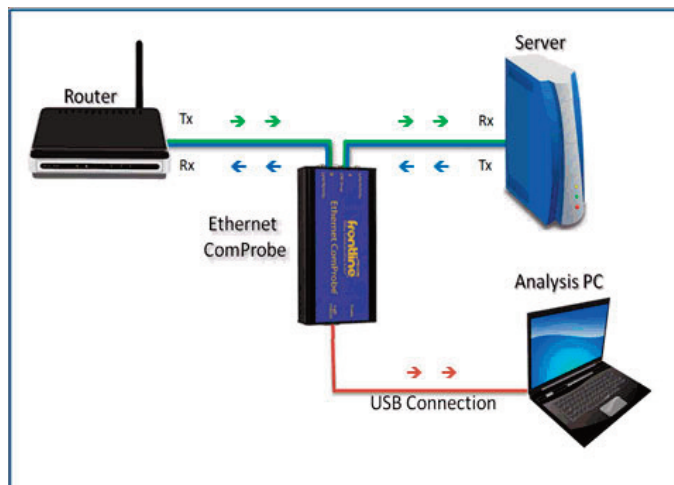 Server
Router
Tx
Rx
Rx
Tx
Ethernet
ComProbe
frontline
Ethernet ComProbe
Analysis PC
USB Connection